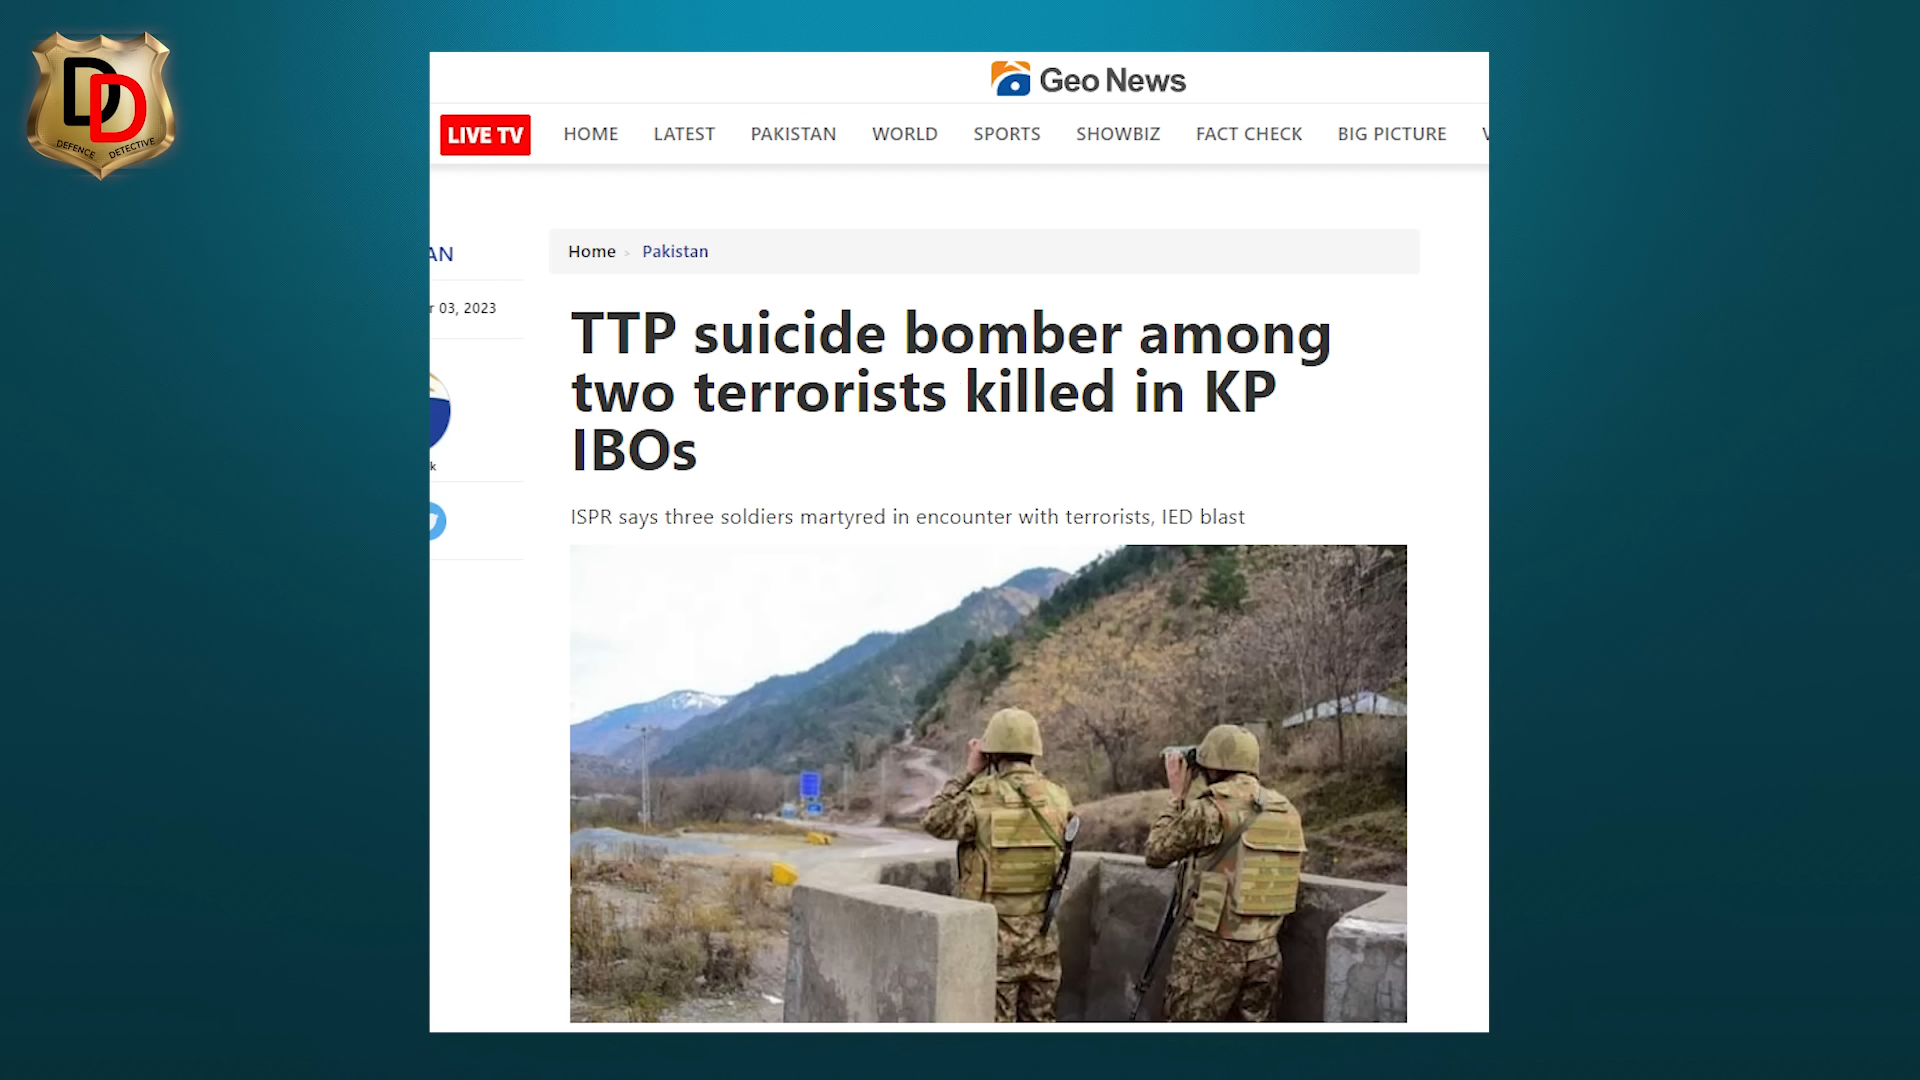 DD
DEFENCE DETECTIVE
Geo News
LIVE TV HOME LATEST PAKISTAN WORLD SPORTS SHOWBIZ FACT CHECK BIG PICTURE
Home > Pakistan
AN
r 03, 2023
k
TTP suicide bomber among
two terrorists killed in KP
IBOs
ISPR says three soldiers martyred in encounter with terrorists, IED blast